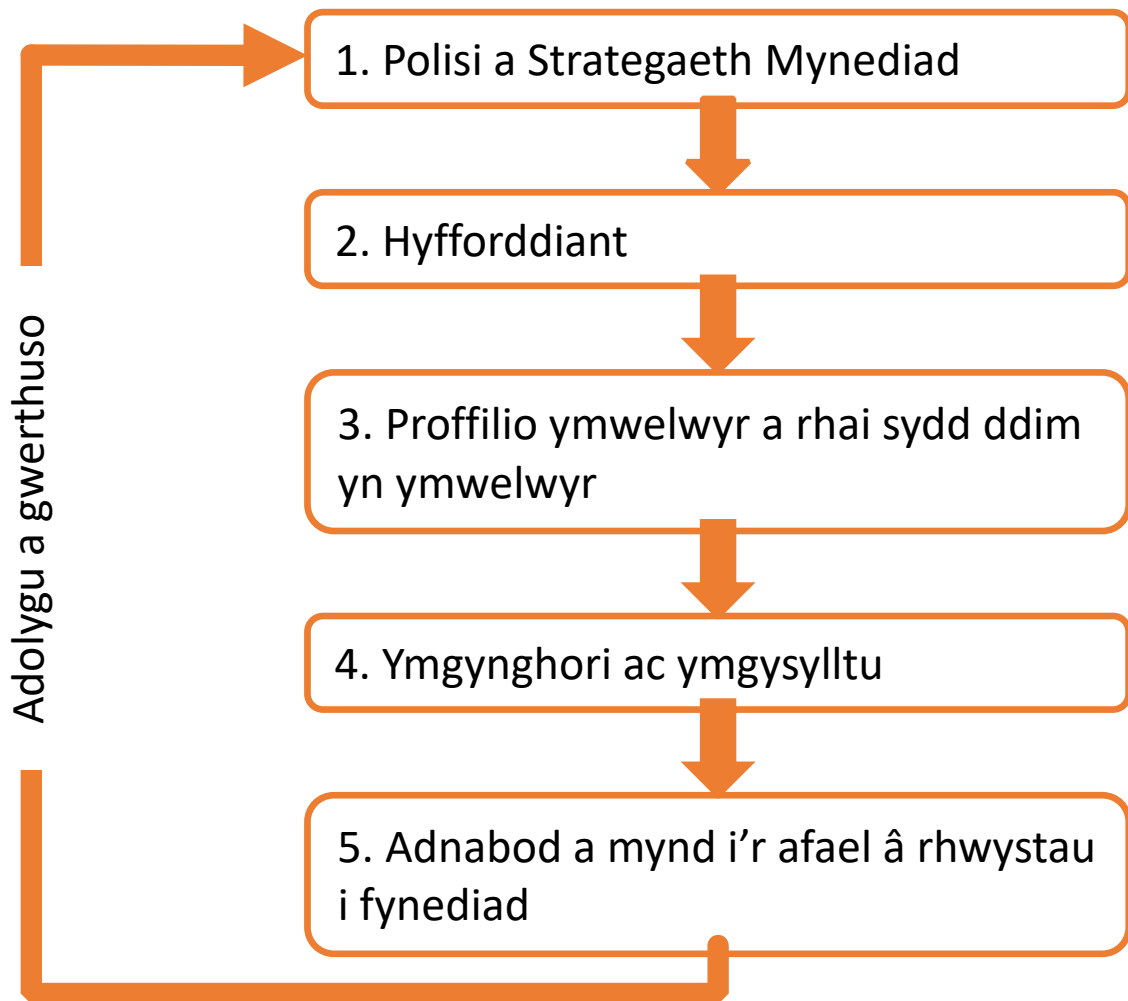 1. Polisi a Strategaeth Mynediad
2. Hyfforddiant
3. Proffilio ymwelwyr a rhai sydd ddim
yn ymwelwyr
4. Ymgynghori ac ymgysylltu
5. Adnabod a mynd i’r afael â rhwystau
i fynediad
Adolygu a gwerthuso